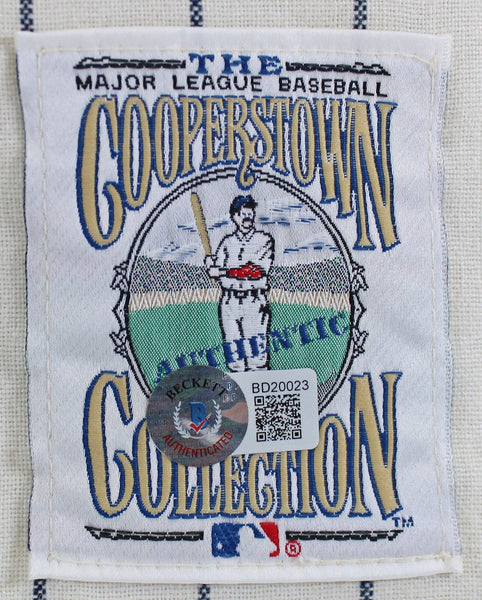 THE
MAJOR LEAGUE BASEBALL
COOPERSTOWN
AUTHENTIC
BECKETT
B
AUTHENTICATED
BD20023
COLLECTION
TM
®